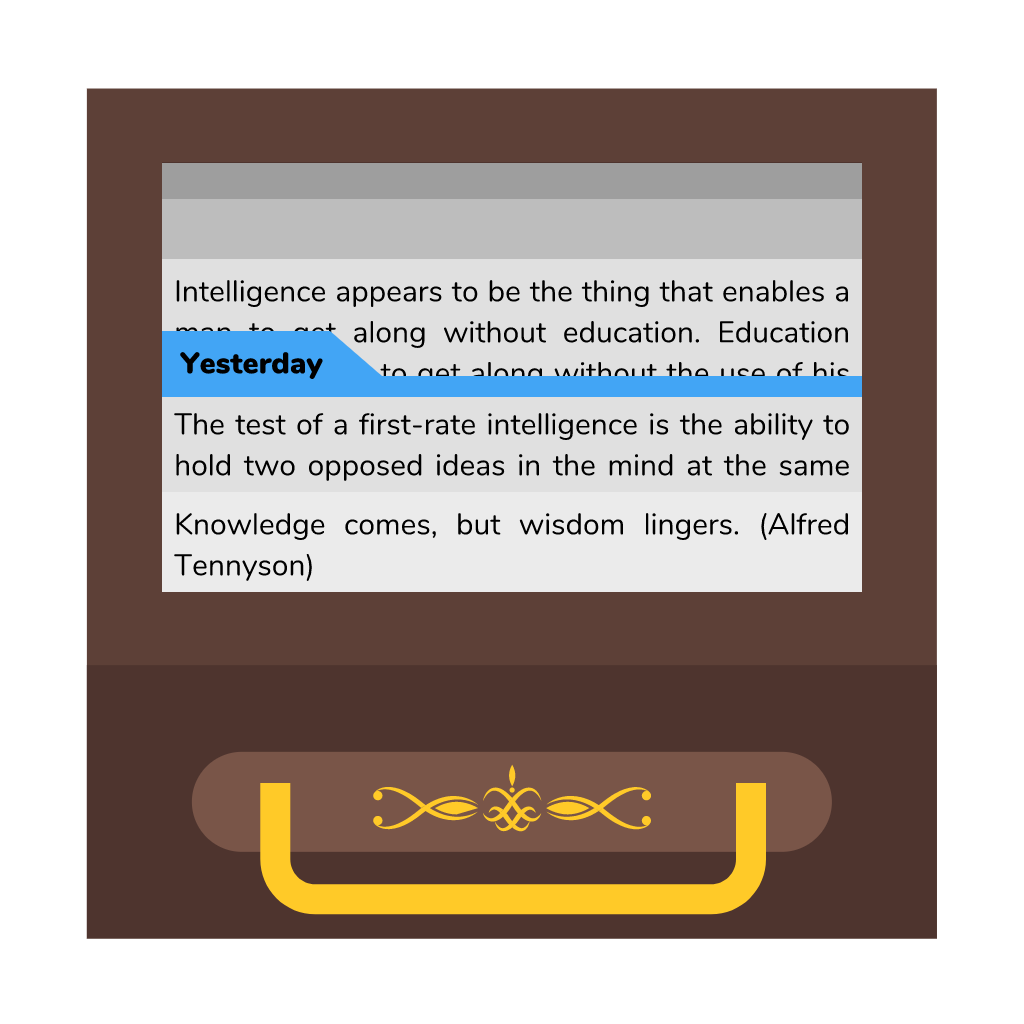 Intelligence appears to be the thing that enables a
man to get along without education. Education
to get along without the use of his
Yesterday
The test of a first-rate intelligence is the ability to
hold two opposed ideas in the mind at the same
Knowledge comes, but wisdom lingers. (Alfred
Tennyson)